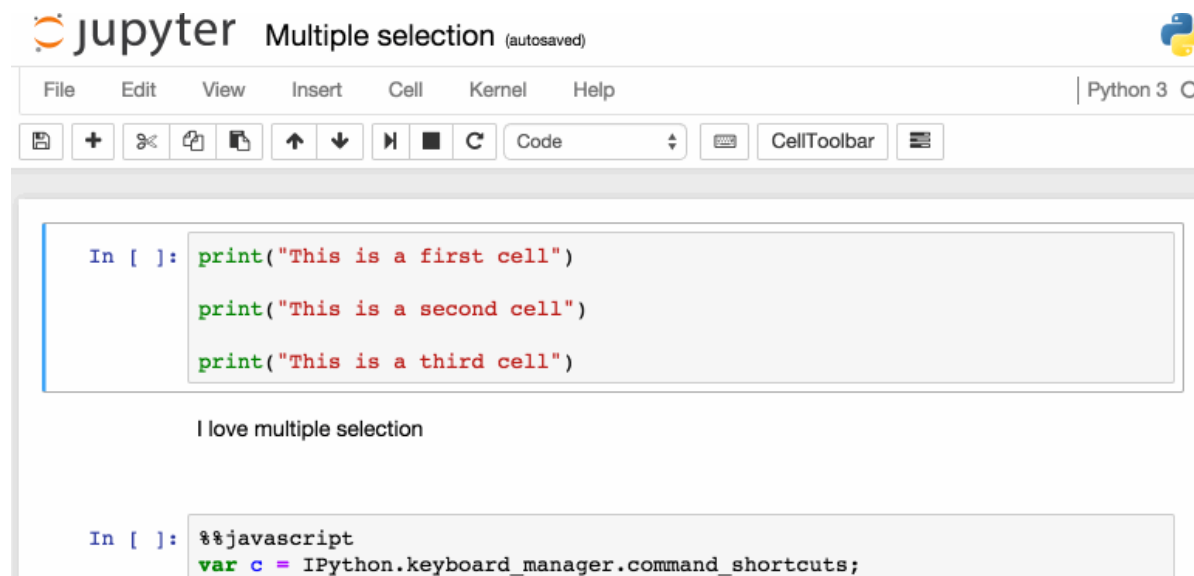 jupyter Multiple selection (autosaved)
File Edit View Insert Cell Kernel Help Python 3
Code CellToolbar
In [ ]: print("This is a first cell")
print("This is a second cell")
print("This is a third cell")
I love multiple selection
In [ ]: %%javascript
var c = IPython.keyboard_manager.command_shortcuts;